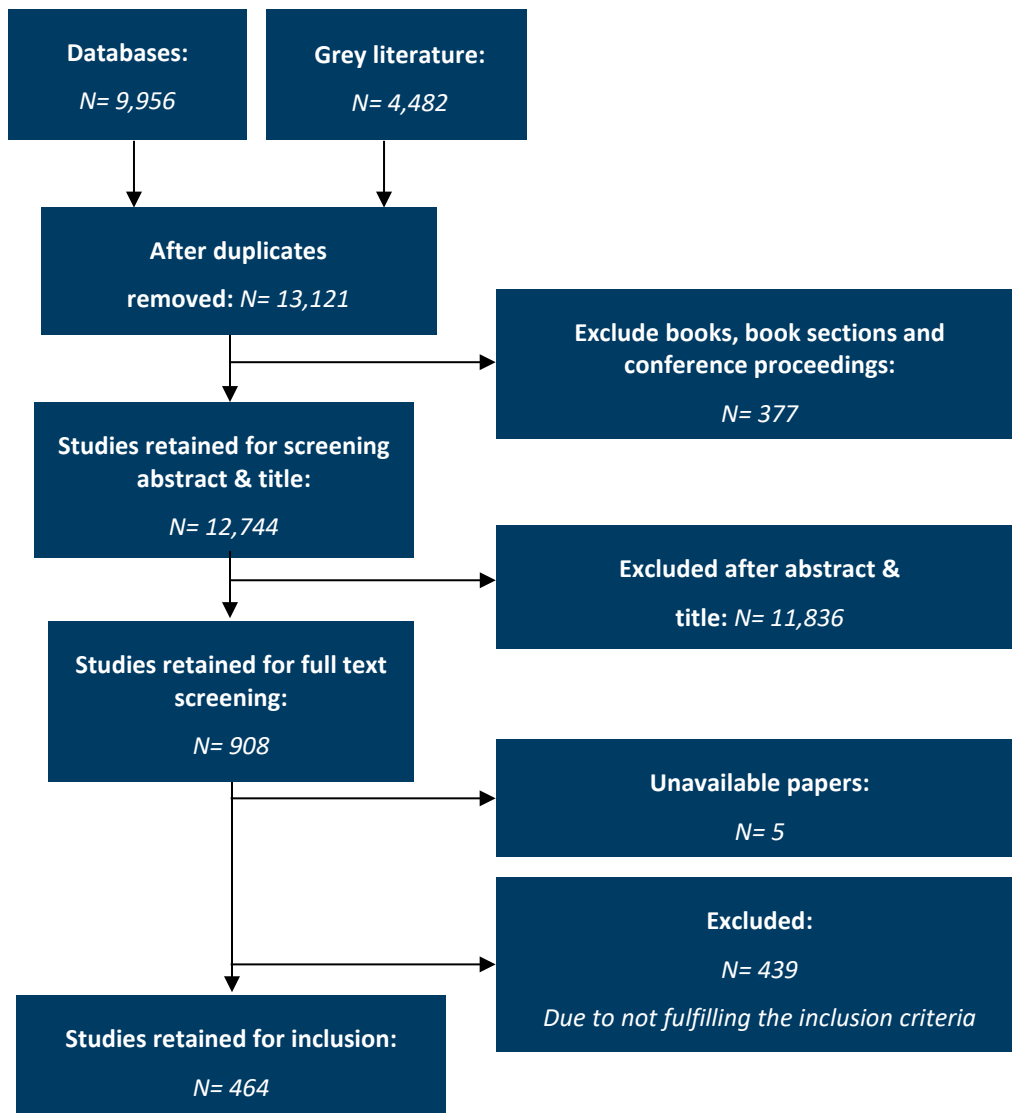 Databases:
N= 9,956
Grey literature:
N= 4,482
After duplicates
removed: N= 13,121
Exclude books, book sections and
conference proceedings:
N= 377
Studies retained for screening
abstract & title:
N= 12,744
Excluded after abstract &
title: N= 11,836
Studies retained for full text
screening:
N= 908
Unavailable papers:
N= 5
Excluded:
N= 439
Due to not fulfilling the inclusion criteria
Studies retained for inclusion:
N= 464